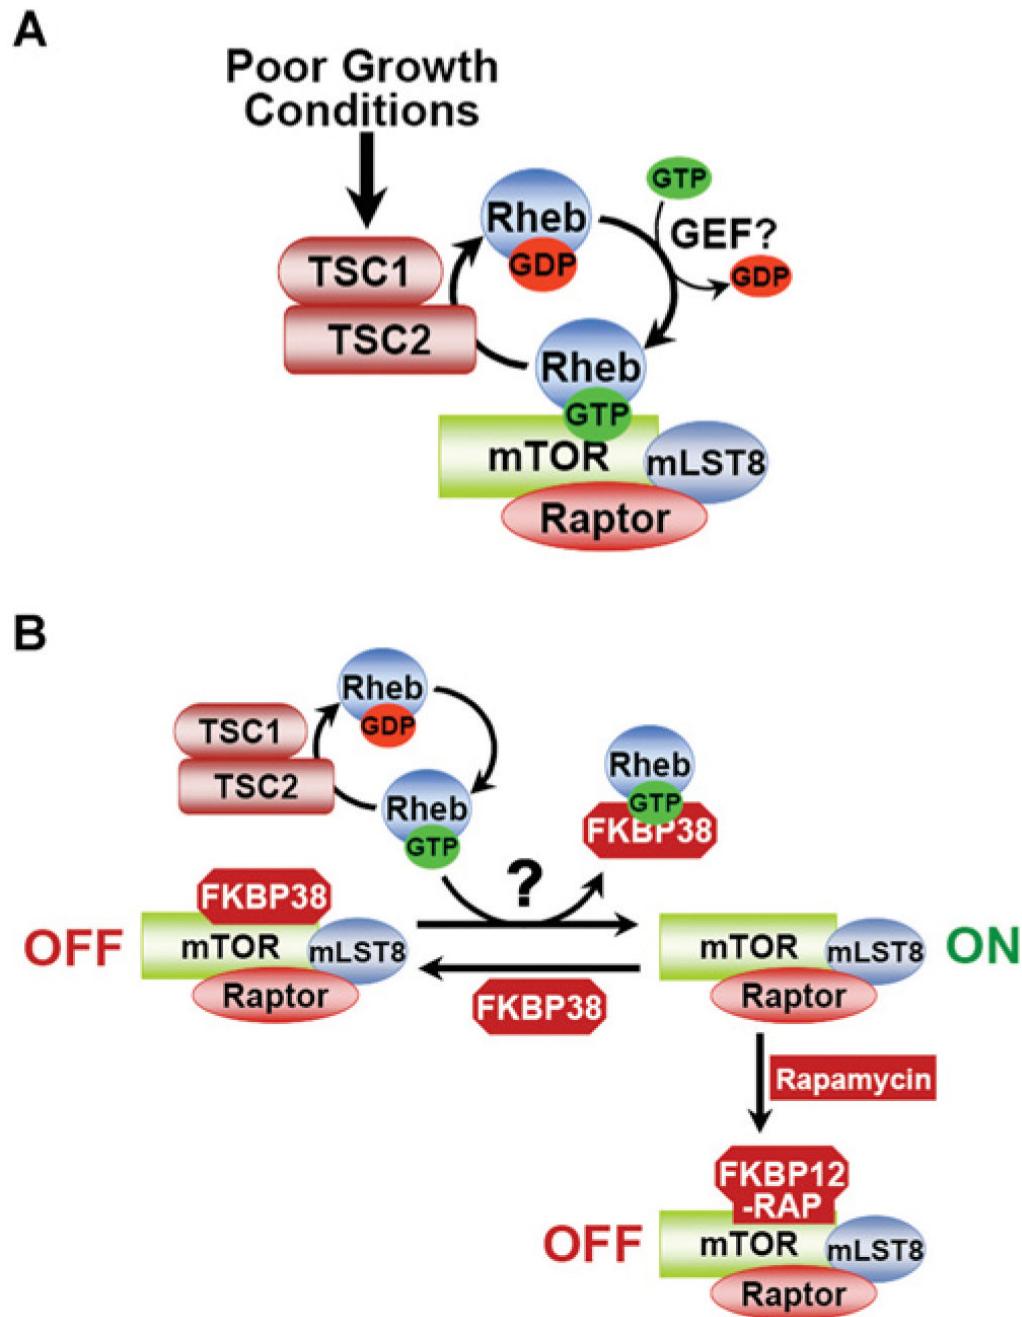 A
Poor Growth
Conditions
GTP
Rheb
GEF?
GDP
TSC1
GDP
TSC2
Rheb
GTP
mTOR
mLST8
Raptor
B
Rheb
TSC1
GDP
TSC2
Rheb
GTP
Rheb
GTP
FKBP38
?
FKBP38
OFF
mTOR
mLST8
Raptor
FKBP38
mTOR
mLST8
ON
Raptor
Rapamycin
FKBP12
-RAP
OFF
mTOR
mLST8
Raptor